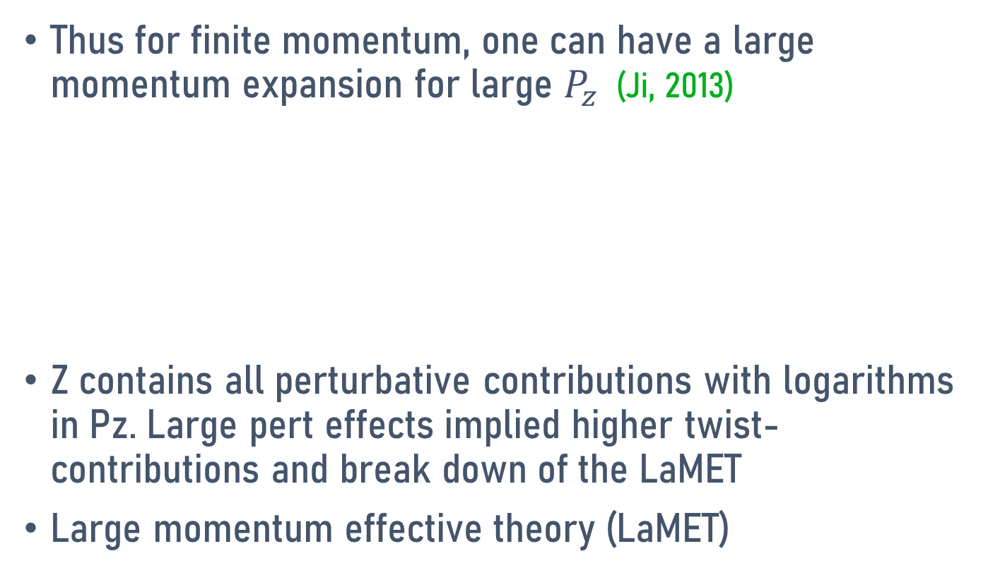 • Thus for finite momentum, one can have a large
momentum expansion for large P_z (Ji, 2013)
• Z contains all perturbative contributions with logarithms
in Pz. Large pert effects implied higher twist-
contributions and break down of the LaMET
• Large momentum effective theory (LaMET)